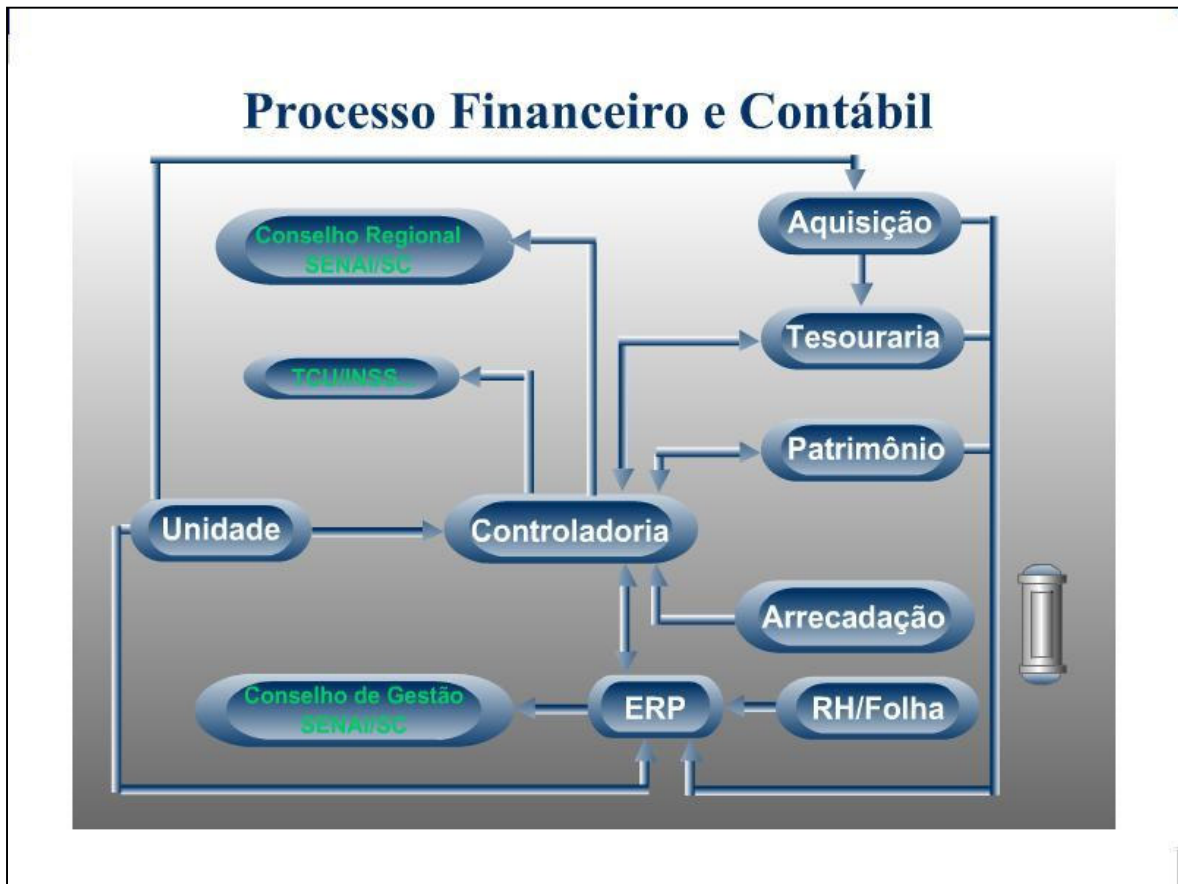 Processo Financeiro e Contábil
Aquisição
Conselho Regional
SENAI/SC
Tesouraria
TCU/INSS...
Patrimônio
Unidade
Controladoria
Arrecadação
Conselho de Gestão
SENAI/SC
ERP
RH/Folha